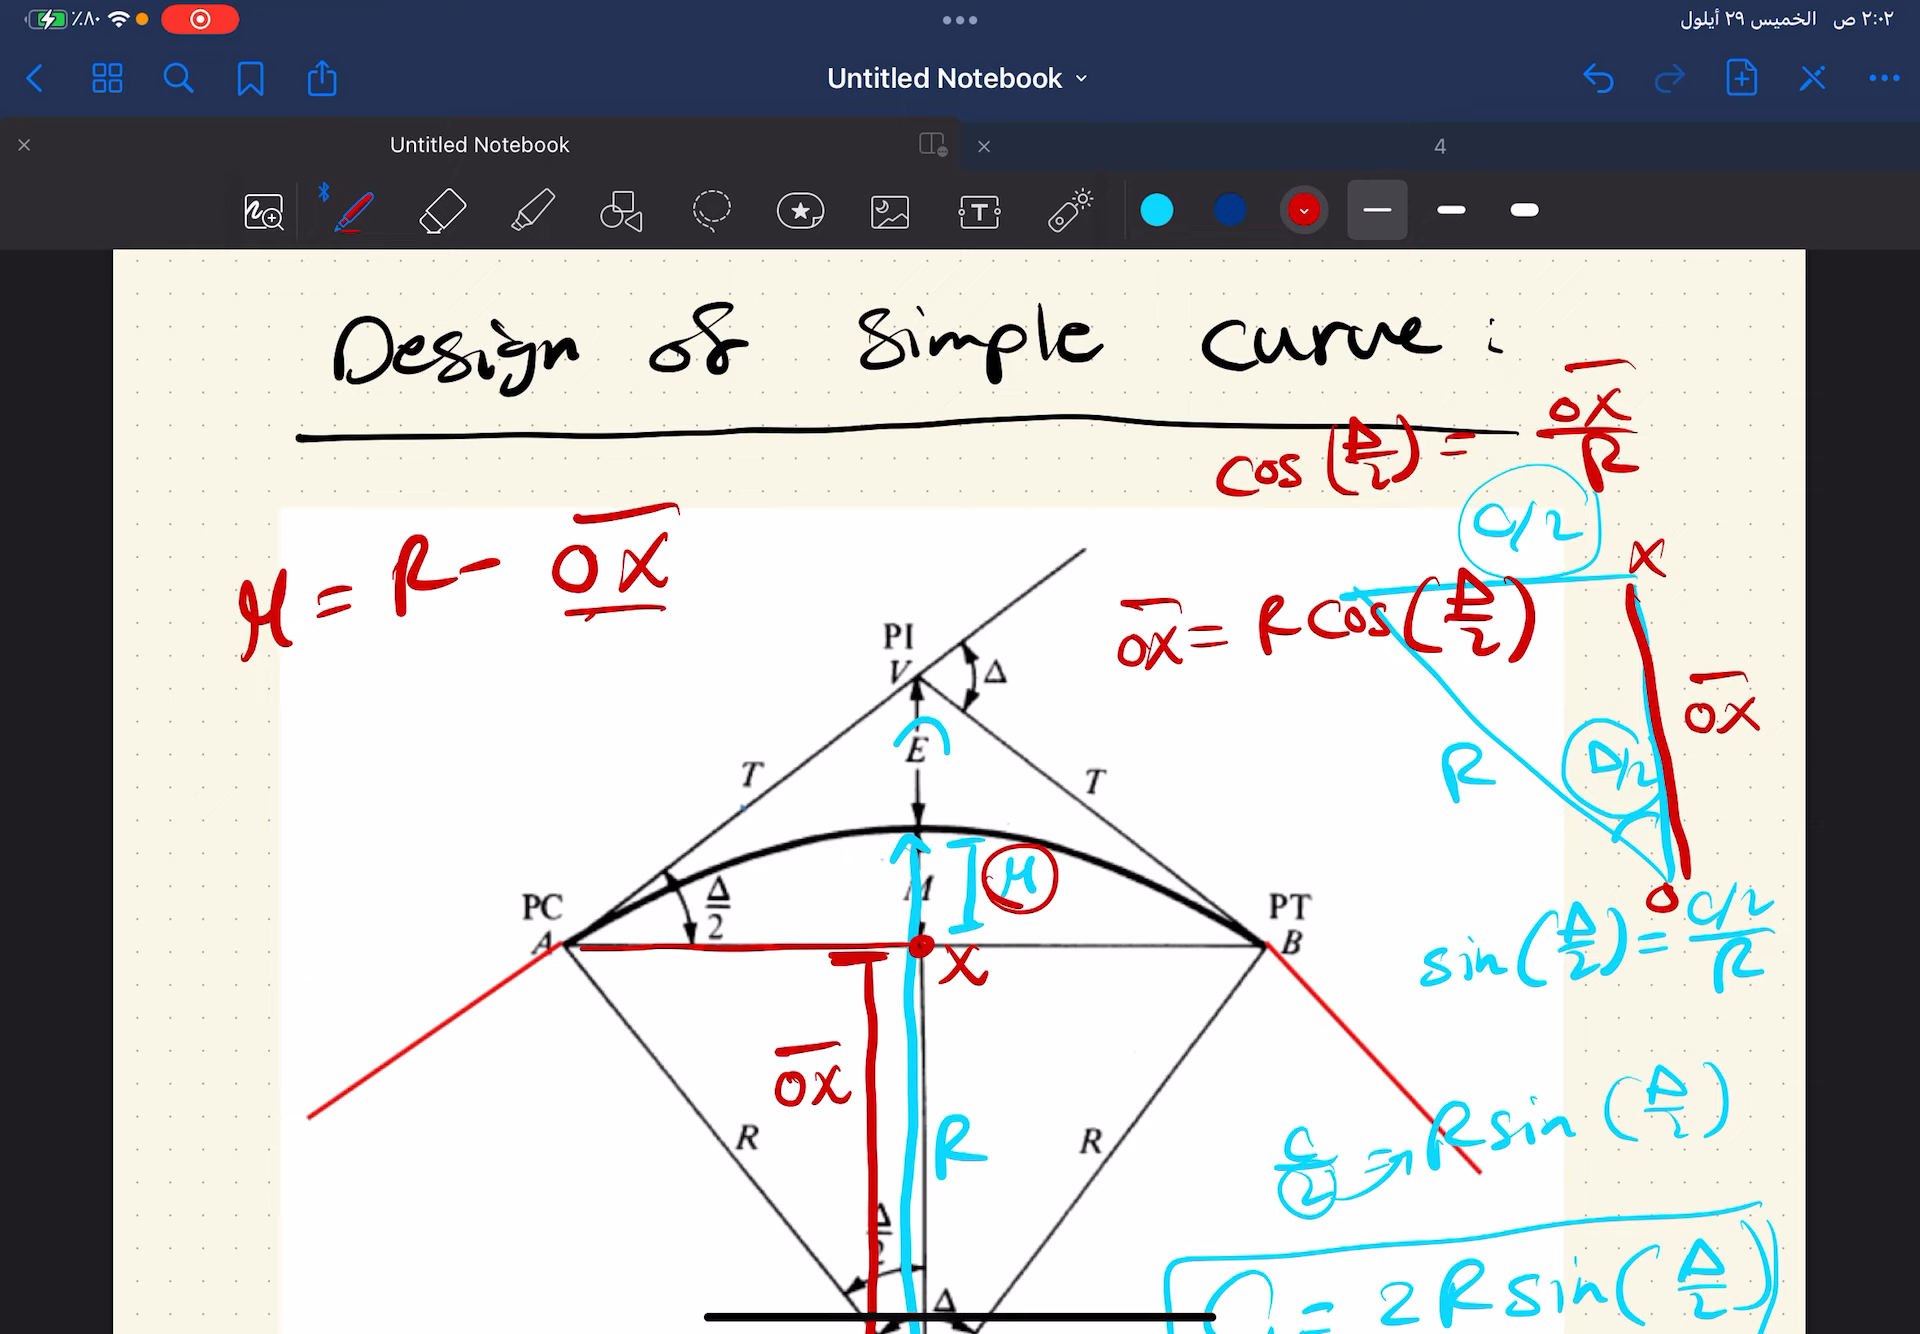 ٪٨٠
٢:٠٢ ص الخميس ٢٩ أيلول
Untitled Notebook
Untitled Notebook
4
T
Design of Simple curve :
cos (Δ/2) = OX/R
M = R - OX
C/2
X
OX = R cos (Δ/2)
PI
V
Δ
OX
E
R
Δ/2
T
T
M
M
O
PC
Δ/2
PT
A
X
B
sin (Δ/2) = C/2/R
OX
R
R
R
C/2 = R sin (Δ/2)
Δ/2
Δ
C = 2 R sin (Δ/2)